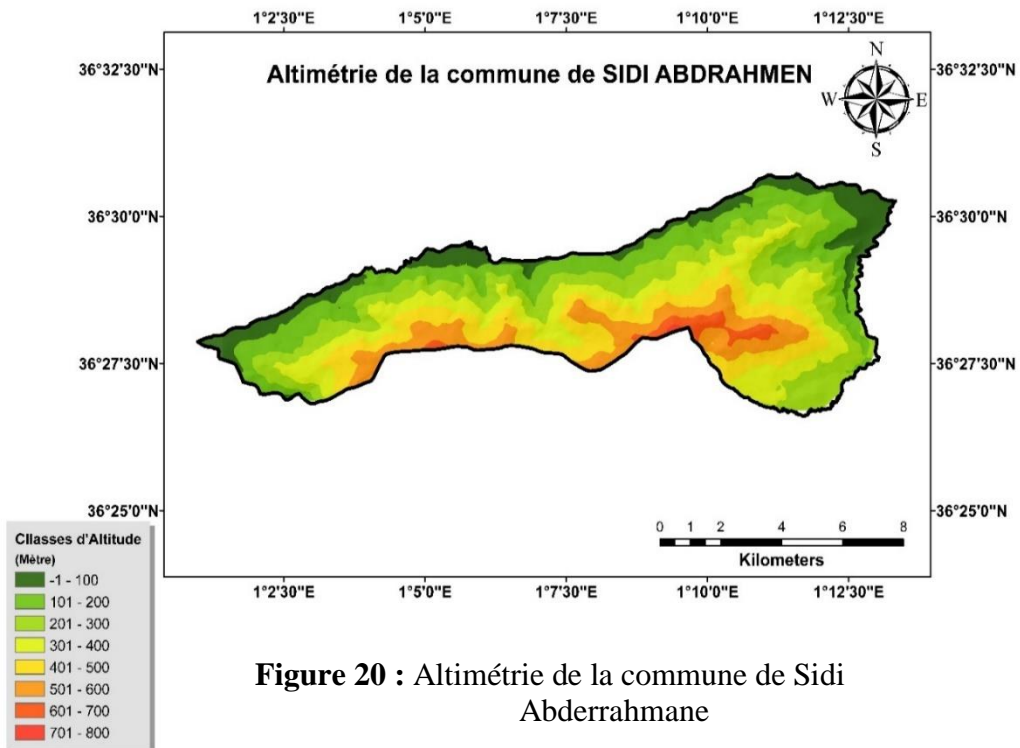 1°2'30"E 1°5'0"E 1°7'30"E 1°10'0"E 1°12'30"E
Altimétrie de la commune de SIDI ABDRAHMEN
N
W E
S
36°32'30"N 36°32'30"N
36°30'0"N 36°30'0"N
36°27'30"N 36°27'30"N
36°25'0"N 36°25'0"N
0 1 2 4 6 8
Kilometers
1°2'30"E 1°5'0"E 1°7'30"E 1°10'0"E 1°12'30"E
Cllasses d'Altitude
(Mètre)
-1 - 100
101 - 200
201 - 300
301 - 400
401 - 500
501 - 600
601 - 700
701 - 800
Figure 20 : Altimétrie de la commune de Sidi
Abderrahmane